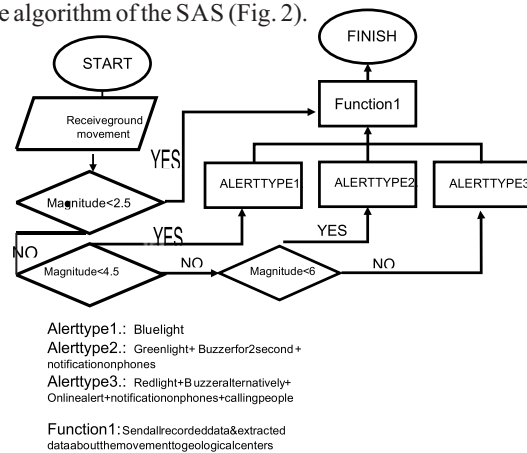 e algorithm of the SAS (Fig. 2).
FINISH
START
Function1
Receiveground
movement
YES
ALERTTYPE1
ALERTTYPE2
ALERTTYPE3
Magnitude<2.5
YES
YES
NO
Magnitude<4.5
NO
Magnitude<6
NO
Alerttype1.: Bluelight
Alerttype2.: Greenlight+ Buzzerfor2second+
notificationonphones
Alerttype3.: Redlight+Buzzeralternatively+
Onlinealert+notificationonphones+callingpeople
Function1:Sendallrecordeddata&extracted
dataaboutthemovementtogeologicalcenters